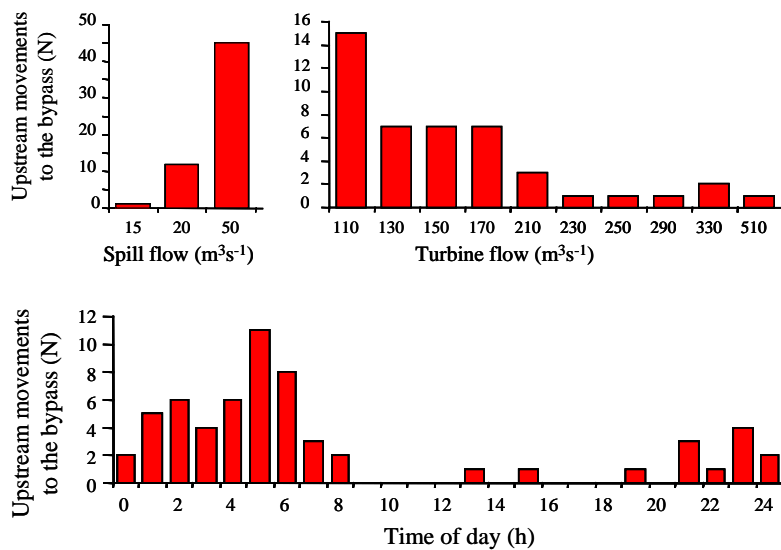 Upstream movements
to the bypass (N)
50
40
30
20
10
0
15 20 50
Spill flow (m³s⁻¹)
16
14
12
10
8
6
4
2
0
110 130 150 170 210 230 250 290 330 510
Turbine flow (m³s⁻¹)
Upstream movements
to the bypass (N)
12
10
8
6
4
2
0
0 2 4 6 8 10 12 14 16 18 20 22 24
Time of day (h)